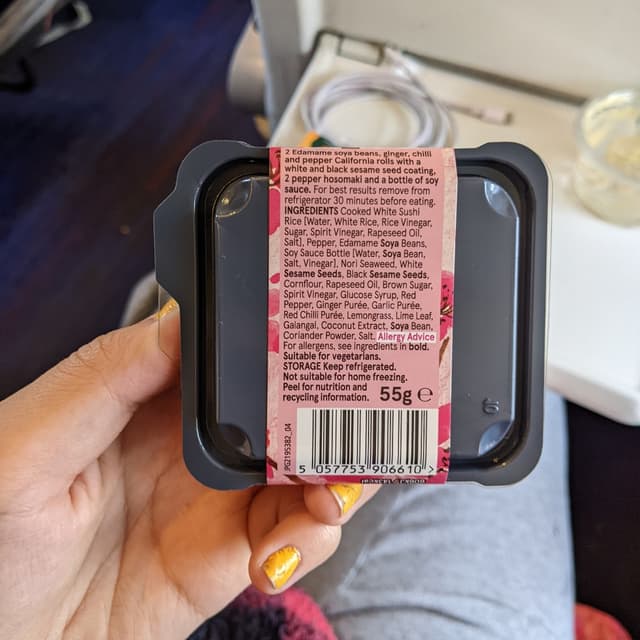 2 Edamame soya beans, ginger, chilli
and pepper California rolls with a
white and black sesame seed coating,
2 pepper hosomaki and a bottle of soy
sauce. For best results remove from
refrigerator 30 minutes before eating.
INGREDIENTS Cooked White Sushi
Rice [Water, White Rice, Rice Vinegar,
Sugar, Spirit Vinegar, Rapeseed Oil,
Salt], Pepper, Edamame Soya Beans,
Soy Sauce Bottle [Water, Soya Bean,
Salt, Vinegar], Nori Seaweed, White
Sesame Seeds, Black Sesame Seeds,
Cornflour, Rapeseed Oil, Brown Sugar,
Spirit Vinegar, Glucose Syrup, Red
Pepper, Ginger Purée, Garlic Purée,
Red Chilli Purée, Lemongrass, Lime Leaf,
Galangal, Coconut Extract, Soya Bean,
Coriander Powder, Salt. Allergy Advice
For allergens, see ingredients in bold.
Suitable for vegetarians.
STORAGE Keep refrigerated.
Not suitable for home freezing.
Peel for nutrition and
recycling information. 55g ℮
JPG2195382_04
5 057753 906610 >